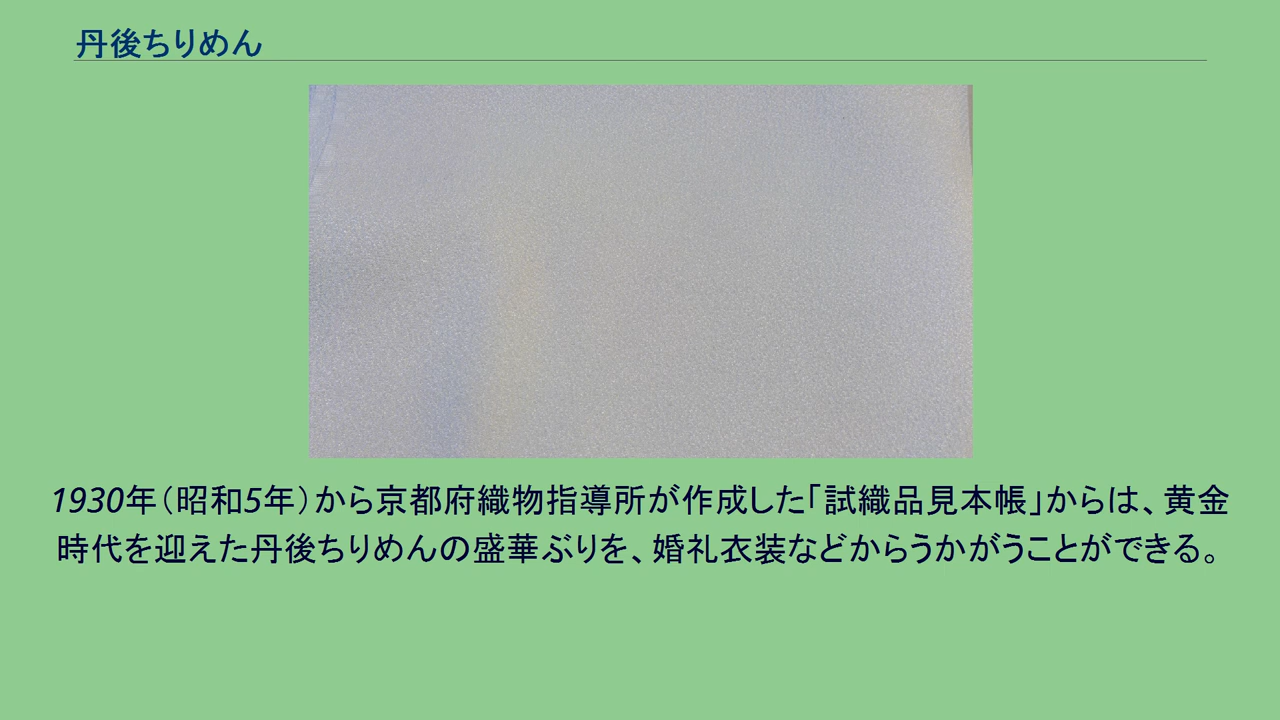 丹後ちりめん
1930年（昭和5年）から京都府織物指導所が作成した「試織品見本帳」からは、黄金
時代を迎えた丹後ちりめんの盛華ぶりを、婚礼衣装などからうかがうことができる。